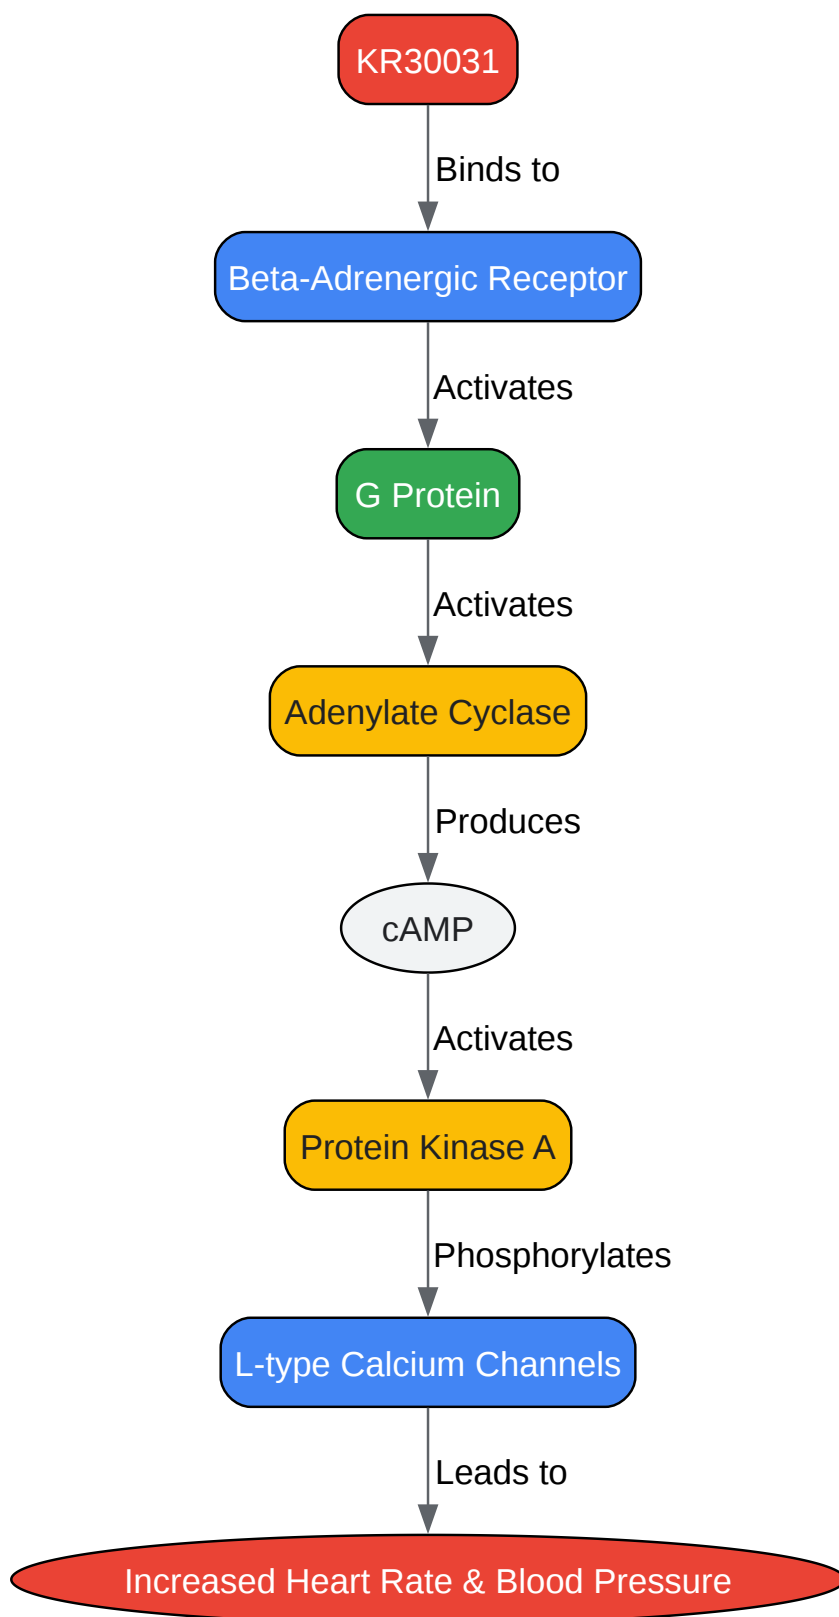 KR30031
Binds to
Beta-Adrenergic Receptor
Activates
G Protein
Activates
Adenylate Cyclase
Produces
cAMP
Activates
Protein Kinase A
Phosphorylates
L-type Calcium Channels
Leads to
Increased Heart Rate & Blood Pressure